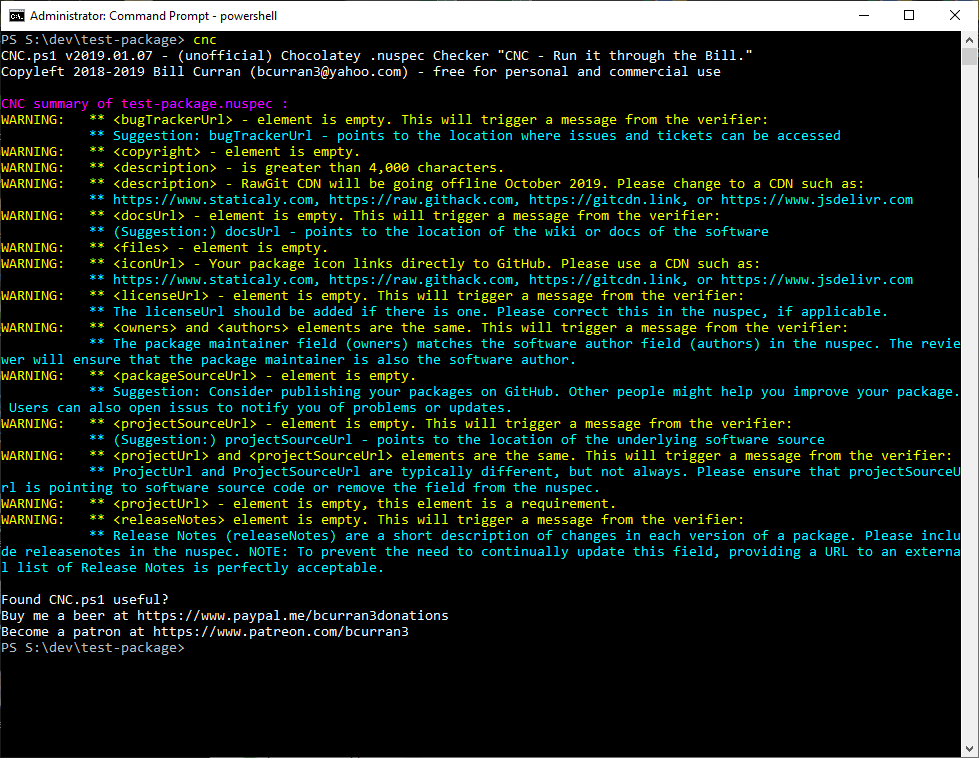 Administrator: Command Prompt - powershell
PS S:\dev\test-package> cnc
CNC.ps1 v2019.01.07 - (unofficial) Chocolatey .nuspec Checker "CNC - Run it through the Bill."
Copyleft 2018-2019 Bill Curran (bcurran3@yahoo.com) - free for personal and commercial use
CNC summary of test-package.nuspec :
WARNING:   ** <bugTrackerUrl> - element is empty. This will trigger a message from the verifier:
           ** Suggestion: bugTrackerUrl - points to the location where issues and tickets can be accessed
WARNING:   ** <copyright> - element is empty.
WARNING:   ** <description> - is greater than 4,000 characters.
WARNING:   ** <description> - RawGit CDN will be going offline October 2019. Please change to a CDN such as:
           ** https://www.staticaly.com, https://raw.githack.com, https://gitcdn.link, or https://www.jsdelivr.com
WARNING:   ** <docsUrl> - element is empty. This will trigger a message from the verifier:
           ** (Suggestion:) docsUrl - points to the location of the wiki or docs of the software
WARNING:   ** <files> - element is empty.
WARNING:   ** <iconUrl> - Your package icon links directly to GitHub. Please use a CDN such as:
           ** https://www.staticaly.com, https://raw.githack.com, https://gitcdn.link, or https://www.jsdelivr.com
WARNING:   ** <licenseUrl> - element is empty. This will trigger a message from the verifier:
           ** The licenseUrl should be added if there is one. Please correct this in the nuspec, if applicable.
WARNING:   ** <owners> and <authors> elements are the same. This will trigger a message from the verifier:
           ** The package maintainer field (owners) matches the software author field (authors) in the nuspec. The revie
wer will ensure that the package maintainer is also the software author.
WARNING:   ** <packageSourceUrl> - element is empty.
           ** Suggestion: Consider publishing your packages on GitHub. Other people might help you improve your package.
 Users can also open issus to notify you of problems or updates.
WARNING:   ** <projectSourceUrl> - element is empty. This will trigger a message from the verifier:
           ** (Suggestion:) projectSourceUrl - points to the location of the underlying software source
WARNING:   ** <projectUrl> and <projectSourceUrl> elements are the same. This will trigger a message from the verifier:
           ** ProjectUrl and ProjectSourceUrl are typically different, but not always. Please ensure that projectSourceU
rl is pointing to software source code or remove the field from the nuspec.
WARNING:   ** <projectUrl> - element is empty, this element is a requirement.
WARNING:   ** <releaseNotes> element is empty. This will trigger a message from the verifier:
           ** Release Notes (releaseNotes) are a short description of changes in each version of a package. Please inclu
de releasenotes in the nuspec. NOTE: To prevent the need to continually update this field, providing a URL to an externa
l list of Release Notes is perfectly acceptable.
Found CNC.ps1 useful?
Buy me a beer at https://www.paypal.me/bcurran3donations
Become a patron at https://www.patreon.com/bcurran3
PS S:\dev\test-package>